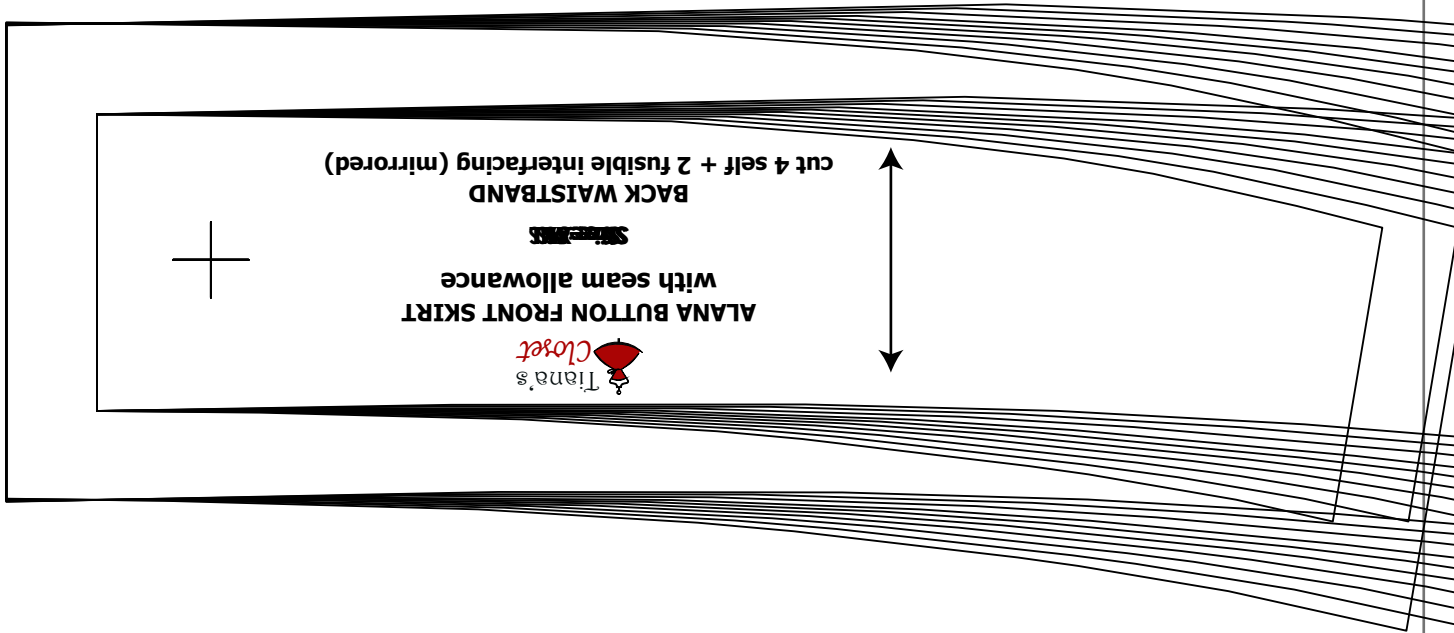 Tiana's
Closet
ALANA BUTTON FRONT SKIRT
with seam allowance
BACK WAISTBAND
cut 4 self + 2 fusible interfacing (mirrored)